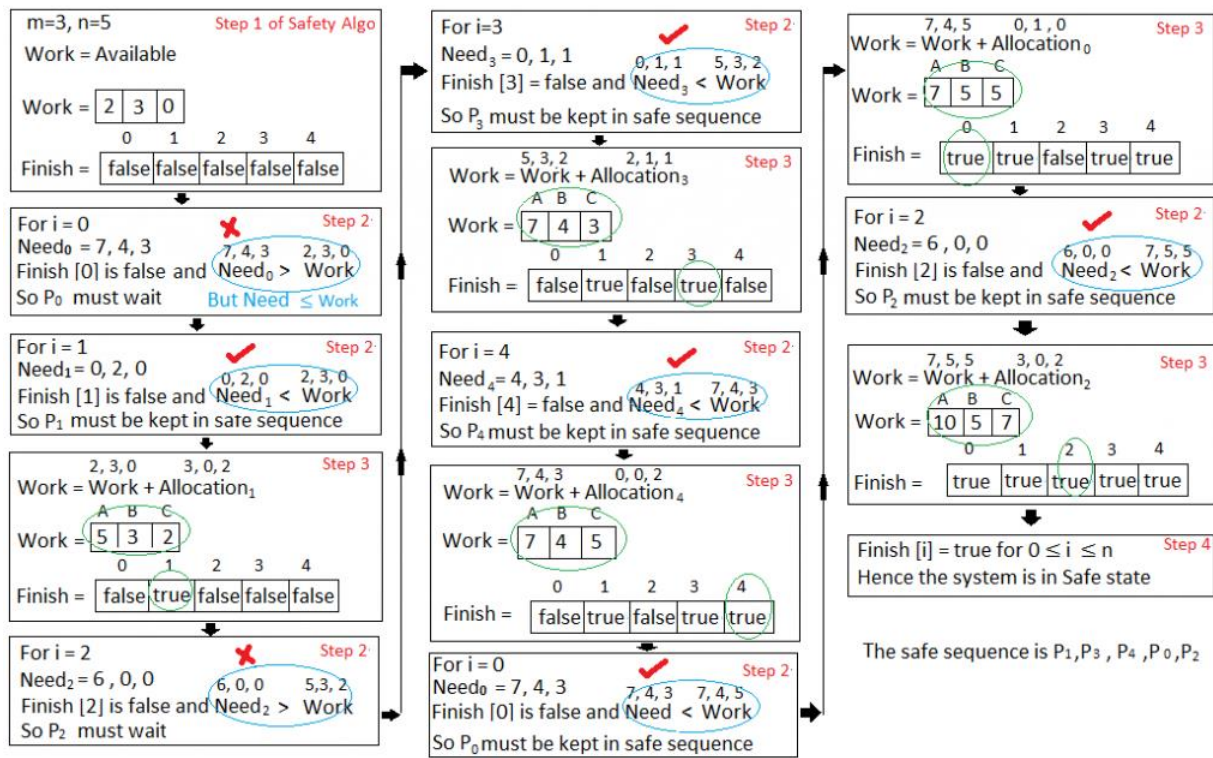 m=3, n=5 Step 1 of Safety Algo
Work = Available
Work = 2 3 0
0 1 2 3 4
Finish = false false false false false
For i = 0 Step 2
Need₀ = 7, 4, 3 7, 4, 3 2, 3, 0
Finish [0] is false and Need₀ > Work
So P₀ must wait But Need ≤ Work
For i = 1 Step 2
Need₁= 0, 2, 0 0, 2, 0 2, 3, 0
Finish [1] is false and Need₁ < Work
So P₁ must be kept in safe sequence
2, 3, 0 3, 0, 2 Step 3
Work = Work + Allocation₁
A B C
Work = 5 3 2
0 1 2 3 4
Finish = false true false false false
For i = 2 Step 2
Need₂ = 6 , 0, 0 6, 0, 0 5,3, 2
Finish [2] is false and Need₂ > Work
So P₂ must wait
For i=3 Step 2
Need₃ = 0, 1, 1 0, 1, 1 5, 3, 2
Finish [3] = false and Need₃ < Work
So P₃ must be kept in safe sequence
5, 3, 2 2, 1, 1 Step 3
Work = Work + Allocation₃
A B C
Work = 7 4 3
0 1 2 3 4
Finish = false true false true false
For i = 4 Step 2
Need₄= 4, 3, 1 4, 3, 1 7, 4, 3
Finish [4] = false and Need₄ < Work
So P₄ must be kept in safe sequence
7, 4, 3 0, 0, 2 Step 3
Work = Work + Allocation₄
A B C
Work = 7 4 5
0 1 2 3 4
Finish = false true false true true
For i = 0 Step 2
Need₀ = 7, 4, 3 7, 4, 3 7, 4, 5
Finish [0] is false and Need < Work
So P₀ must be kept in safe sequence
7, 4, 5 0, 1 , 0 Step 3
Work = Work + Allocation₀
A B C
Work = 7 5 5
0 1 2 3 4
Finish = true true false true true
For i = 2 Step 2
Need₂ = 6 , 0, 0 6, 0, 0 7, 5, 5
Finish [2] is false and Need₂ < Work
So P₂ must be kept in safe sequence
7, 5, 5 3, 0, 2 Step 3
Work = Work + Allocation₂
A B C
Work = 10 5 7
0 1 2 3 4
Finish = true true true true true
Finish [i] = true for 0 ≤ i ≤ n Step 4
Hence the system is in Safe state
The safe sequence is P₁,P₃ , P₄ ,P₀,P₂